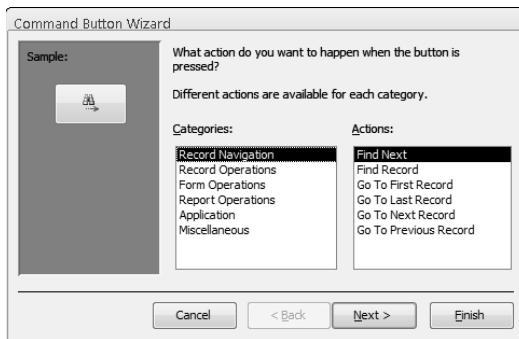 Command Button Wizard
Sample:
What action do you want to happen when the button is
pressed?
Different actions are available for each category.
Categories:
Actions:
Record Navigation
Record Operations
Form Operations
Report Operations
Application
Miscellaneous
Find Next
Find Record
Go To First Record
Go To Last Record
Go To Next Record
Go To Previous Record
Cancel
< Back
Next >
Finish